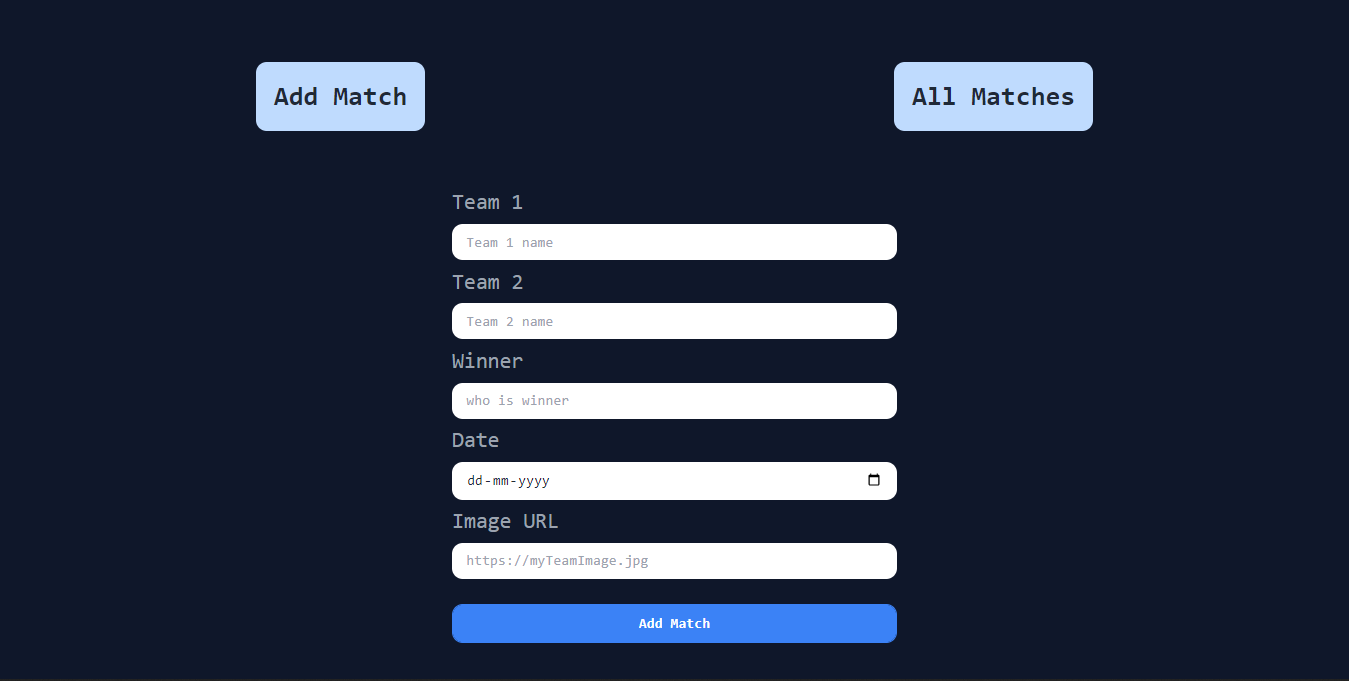 Add Match
All Matches
Team 1
Team 1 name
Team 2
Team 2 name
Winner
who is winner
Date
dd-mm-yyyy
Image URL
https://myTeamImage.jpg
Add Match